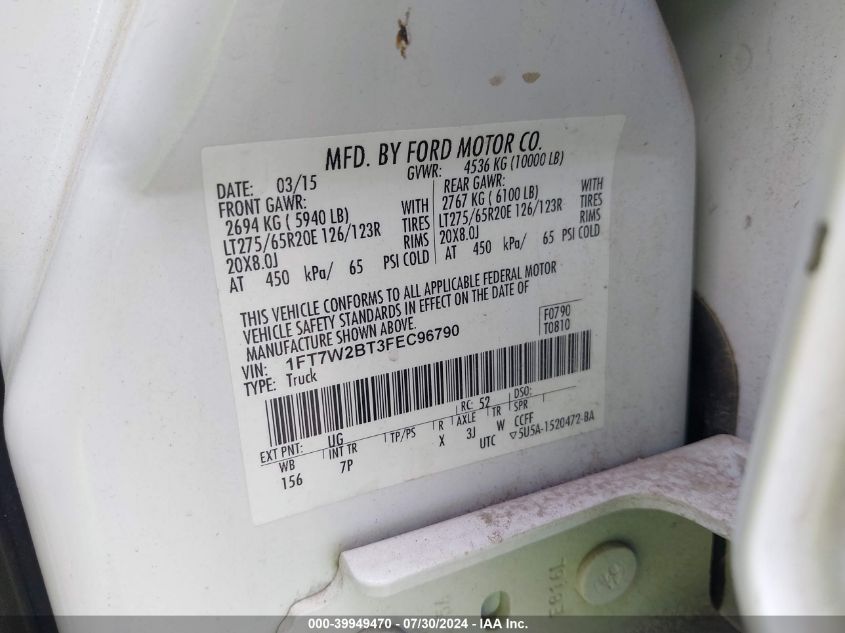 MFD. BY FORD MOTOR CO.
DATE: 03/15 GVWR: 4536 KG (10000 LB)
FRONT GAWR: REAR GAWR:
2694 KG ( 5940 LB) WITH 2767 KG ( 6100 LB) WITH
LT275/65R20E 126/123R TIRES LT275/65R20E 126/123R TIRES
20X8.0J RIMS 20X8.0J RIMS
AT 450 kPa/ 65 PSI COLD AT 450 kPa/ 65 PSI COLD
THIS VEHICLE CONFORMS TO ALL APPLICABLE FEDERAL MOTOR
VEHICLE SAFETY STANDARDS IN EFFECT ON THE DATE OF
MANUFACTURE SHOWN ABOVE.
F0790
T0810
VIN: 1FT7W2BT3FEC96790
TYPE: Truck
EXT PNT: UG RC: 52 DSO:
WB INT TR TP/PS R AXLE TR SPR
156 7P X 3J W CCFF
UTC ▽5U5A-1520472-BA
E816L
000-39949470 - 07/30/2024 - IAA Inc.